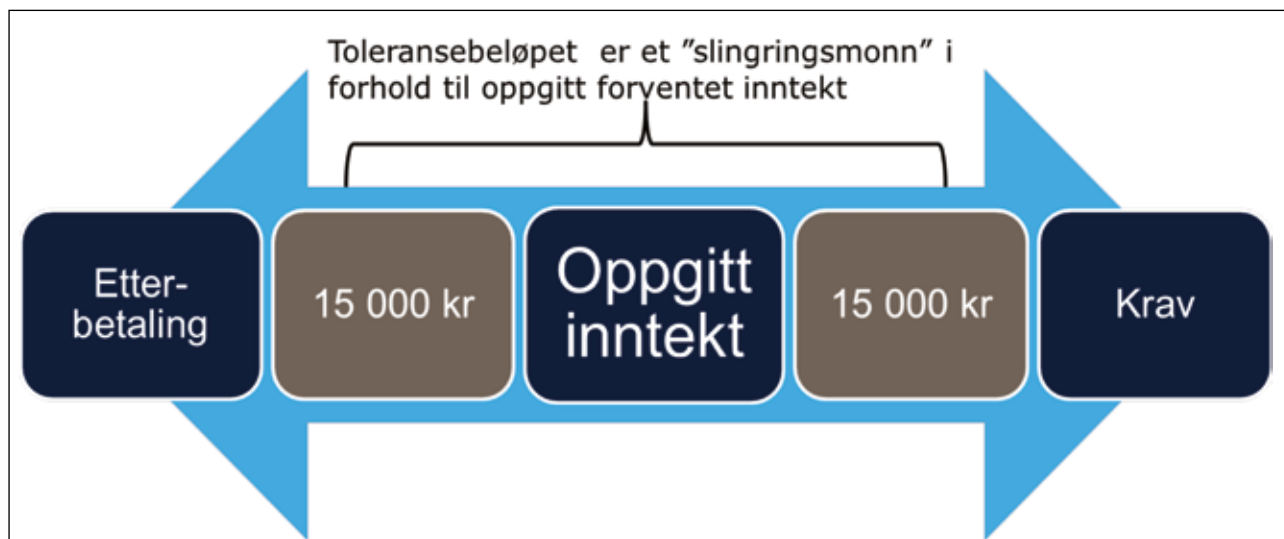 Toleransebeløpet er et ”slingringsmonn” i
forhold til oppgitt forventet inntekt
Etter-
betaling
15 000 kr
Oppgitt
inntekt
15 000 kr
Krav